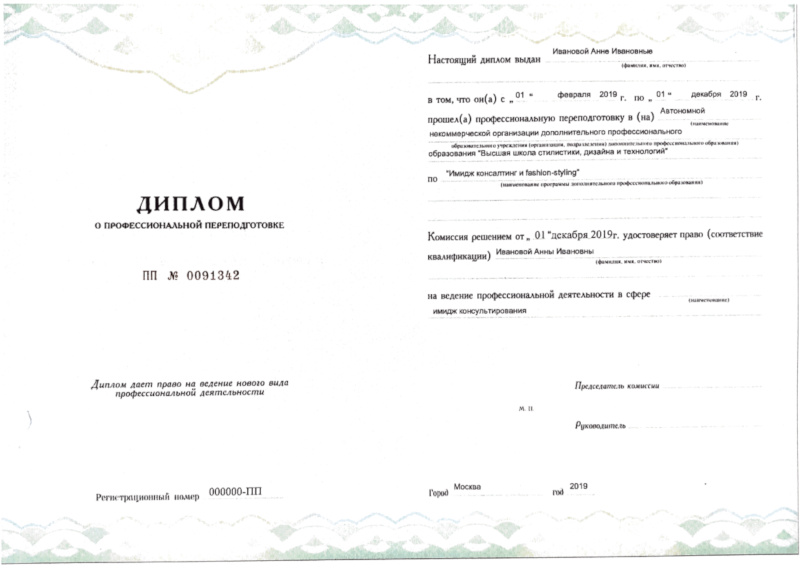 ДИПЛОМ
О ПРОФЕССИОНАЛЬНОЙ ПЕРЕПОДГОТОВКЕ
ПП № 0091342
Диплом дает право на ведение нового вида
профессиональной деятельности
Регистрационный номер 000000-ПП
Настоящий диплом выдан Ивановой Анне Ивановные
(фамилия, имя, отчество)
в том, что он(а) с „01“ февраля 2019 г. по „01“ декабря 2019 г.
прошел(а) профессиональную переподготовку в (на) Автономной
(наименование
некоммерческой организации дополнительного профессионального
образовательного учреждения (организации, подразделения) дополнительного профессионального образования)
образования "Высшая школа стилистики, дизайна и технологий"
по "Имидж консалтинг и fashion-styling"
(наименование программы дополнительного профессионального образования)
Комиссия решением от „ 01 "декабря 2019г. удостоверяет право (соответствие
квалификации) Ивановой Анны Ивановны
(фамилия, имя, отчество)
на ведение профессиональной деятельности в сфере
(наименование)
имидж консультирования
Председатель комиссии
М. П.
Руководитель
Город Москва год 2019